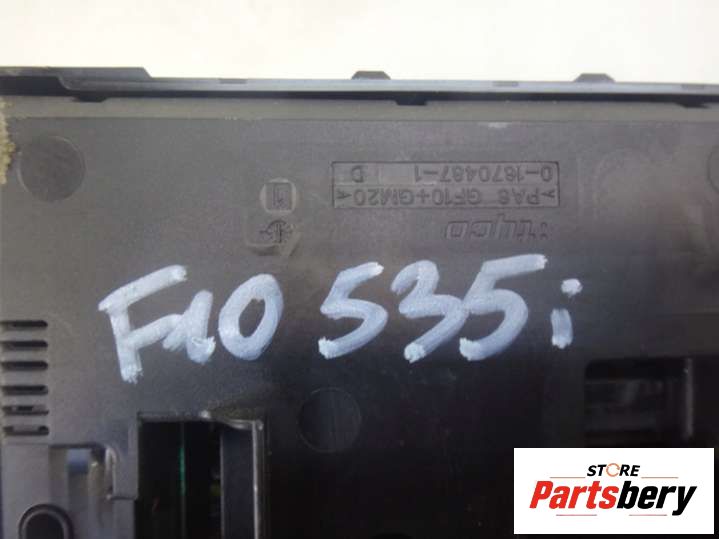 0-1670467-1
D
>PA6 GF10+GM20<
tyco
F10 535i
STORE
Partsbery